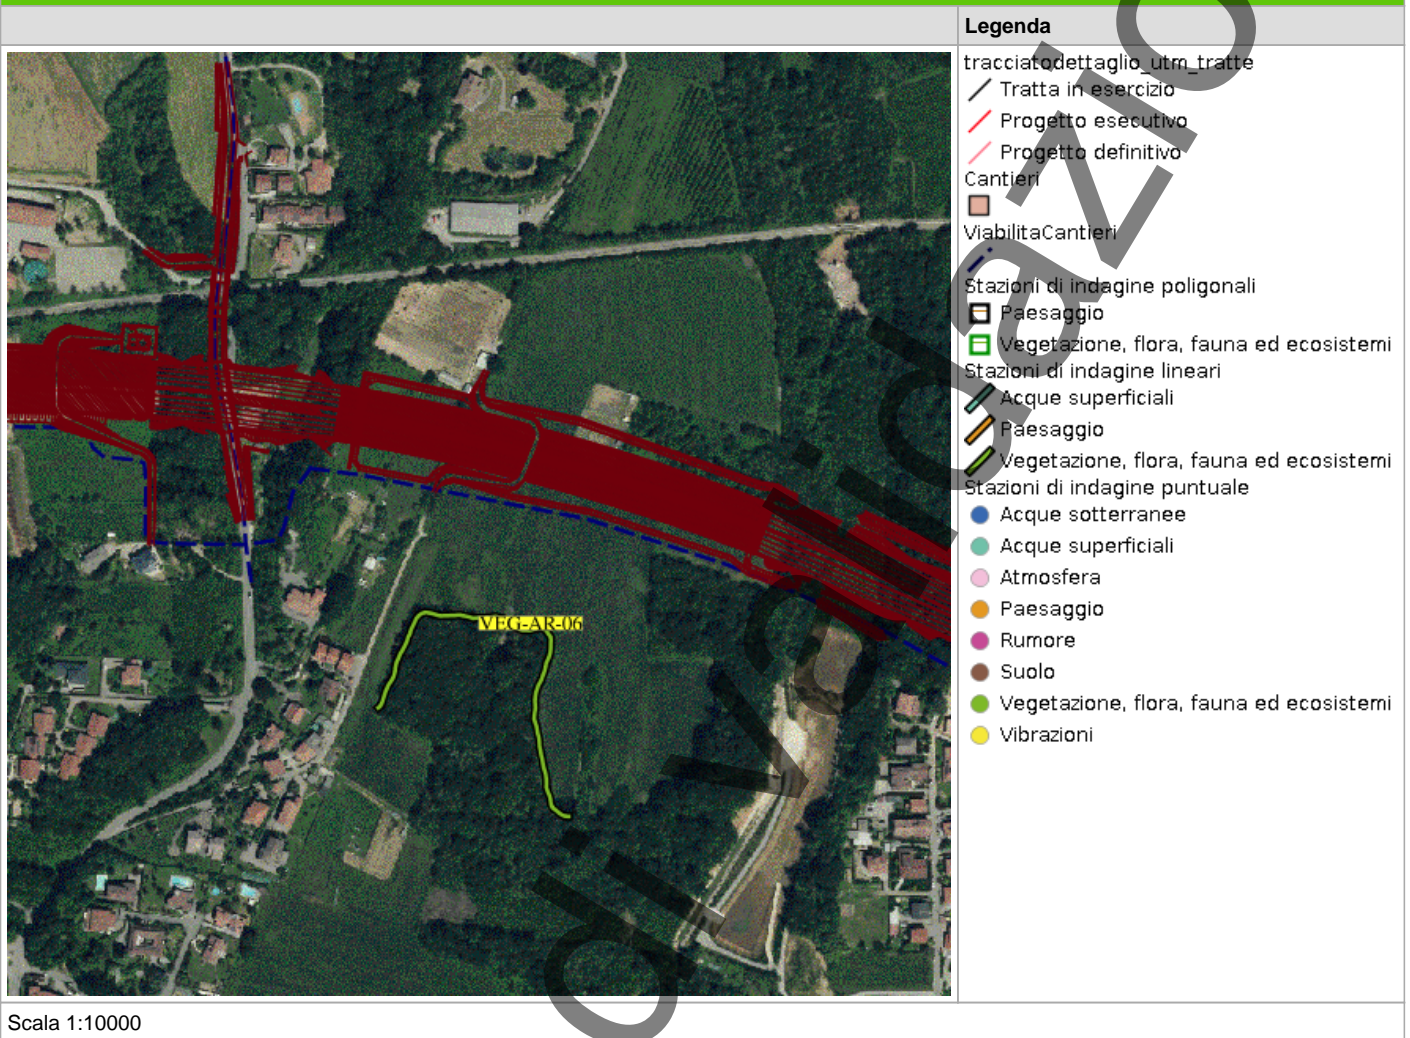 Legenda
tracciatodettaglio_utm_tratte
Tratta in esercizio
Progetto esecutivo
Progetto definitivo
Cantieri
ViabilitaCantieri
Stazioni di indagine poligonali
Paesaggio
Vegetazione, flora, fauna ed ecosistemi
Stazioni di indagine lineari
Acque superficiali
Paesaggio
Vegetazione, flora, fauna ed ecosistemi
Stazioni di indagine puntuale
Acque sotterranee
Acque superficiali
Atmosfera
Paesaggio
Rumore
Suolo
Vegetazione, flora, fauna ed ecosistemi
Vibrazioni
VEG-AR-06
di validazio
Scala 1:10000